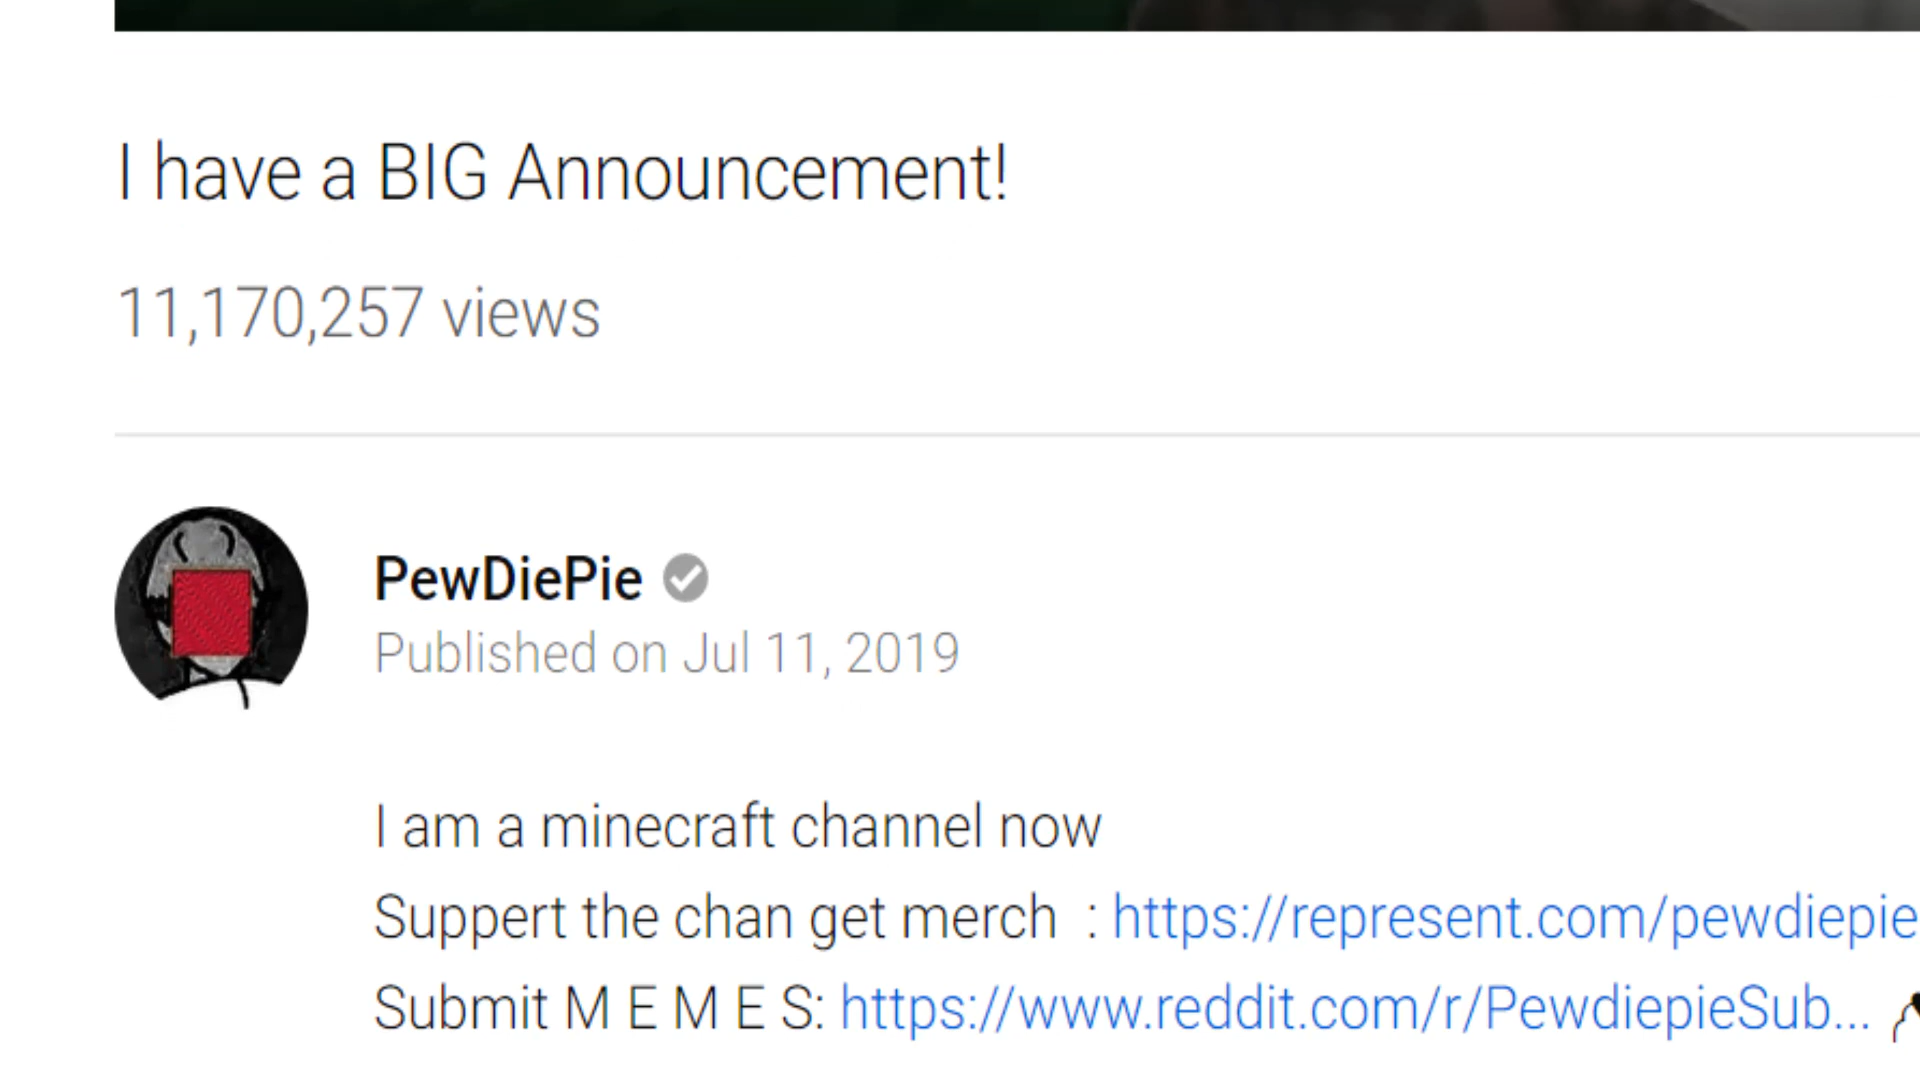 I have a BIG Announcement!
11,170,257 views
PewDiePie
Published on Jul 11, 2019
I am a minecraft channel now
Suppert the chan get merch : https://represent.com/pewdiepie
Submit M E M E S: https://www.reddit.com/r/PewdiepieSub...